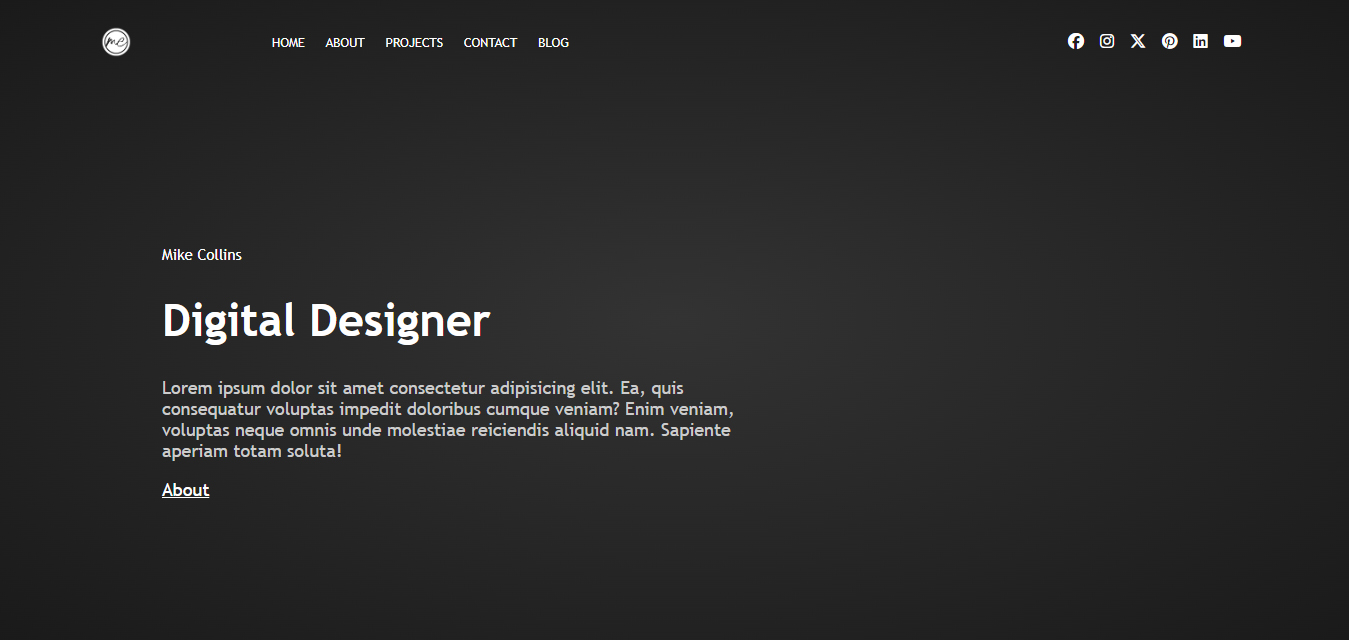 mc
HOME ABOUT PROJECTS CONTACT BLOG
Mike Collins
Digital Designer
Lorem ipsum dolor sit amet consectetur adipisicing elit. Ea, quis
consequatur voluptas impedit doloribus cumque veniam? Enim veniam,
voluptas neque omnis unde molestiae reiciendis aliquid nam. Sapiente
aperiam totam soluta!
About